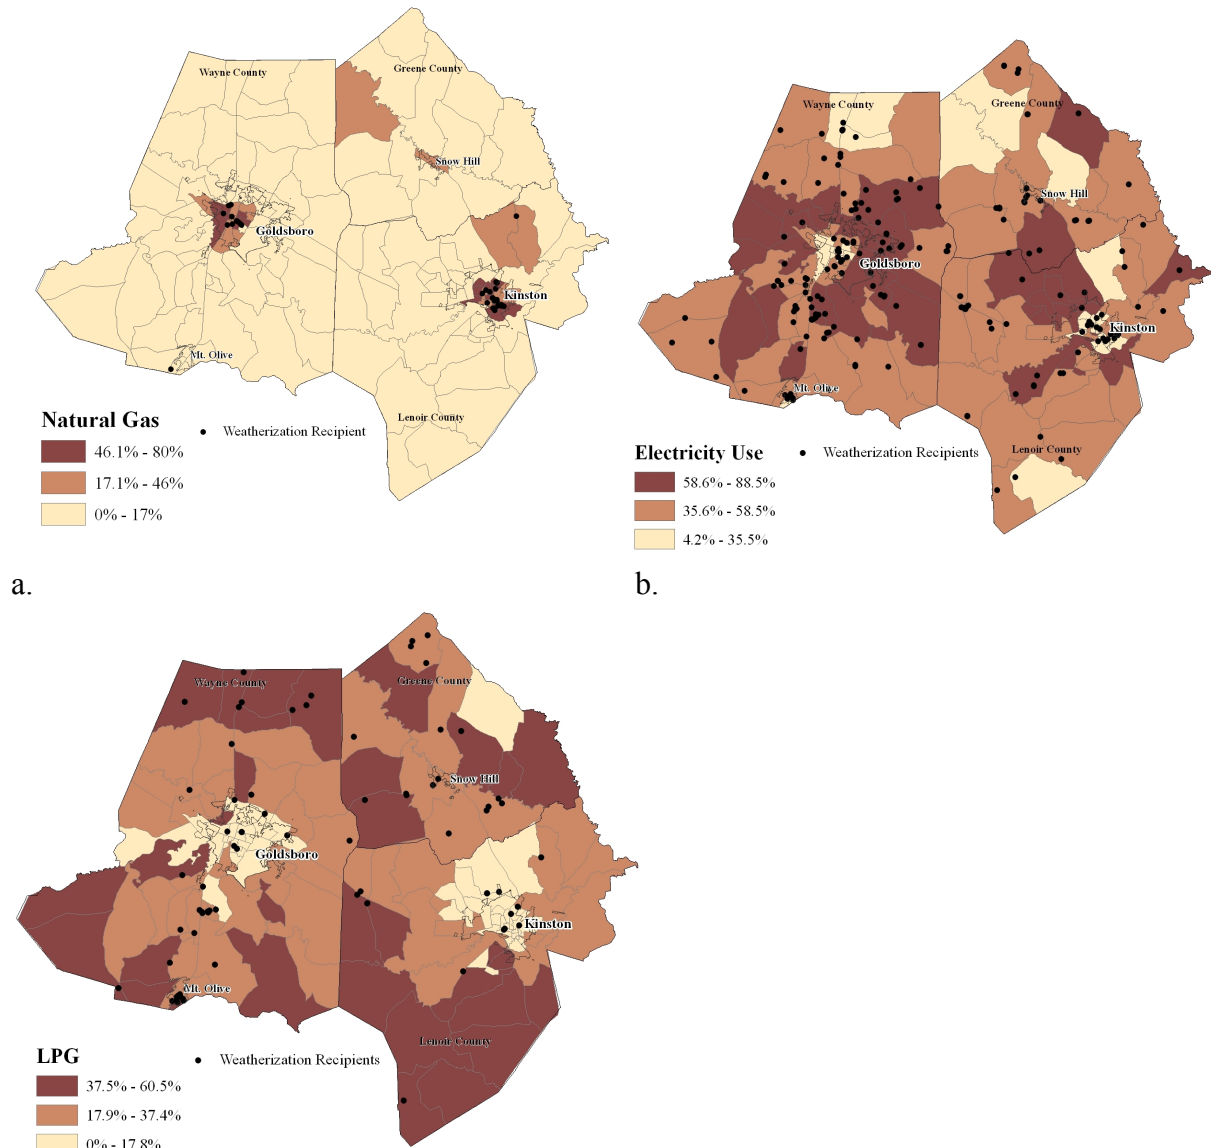 Wayne County
Greene County
Snow Hill
Goldsboro
Kinston
Mt. Olive
Lenoir County
Natural Gas
Weatherization Recipient
46.1% - 80%
17.1% - 46%
0% - 17%
a.
Wayne County
Greene County
Snow Hill
Goldsboro
Kinston
Mt. Olive
Lenoir County
Electricity Use
Weatherization Recipients
58.6% - 88.5%
35.6% - 58.5%
4.2% - 35.5%
b.
Wayne County
Greene County
Snow Hill
Goldsboro
Kinston
Mt. Olive
Lenoir County
LPG
Weatherization Recipients
37.5% - 60.5%
17.9% - 37.4%
0% - 17.8%